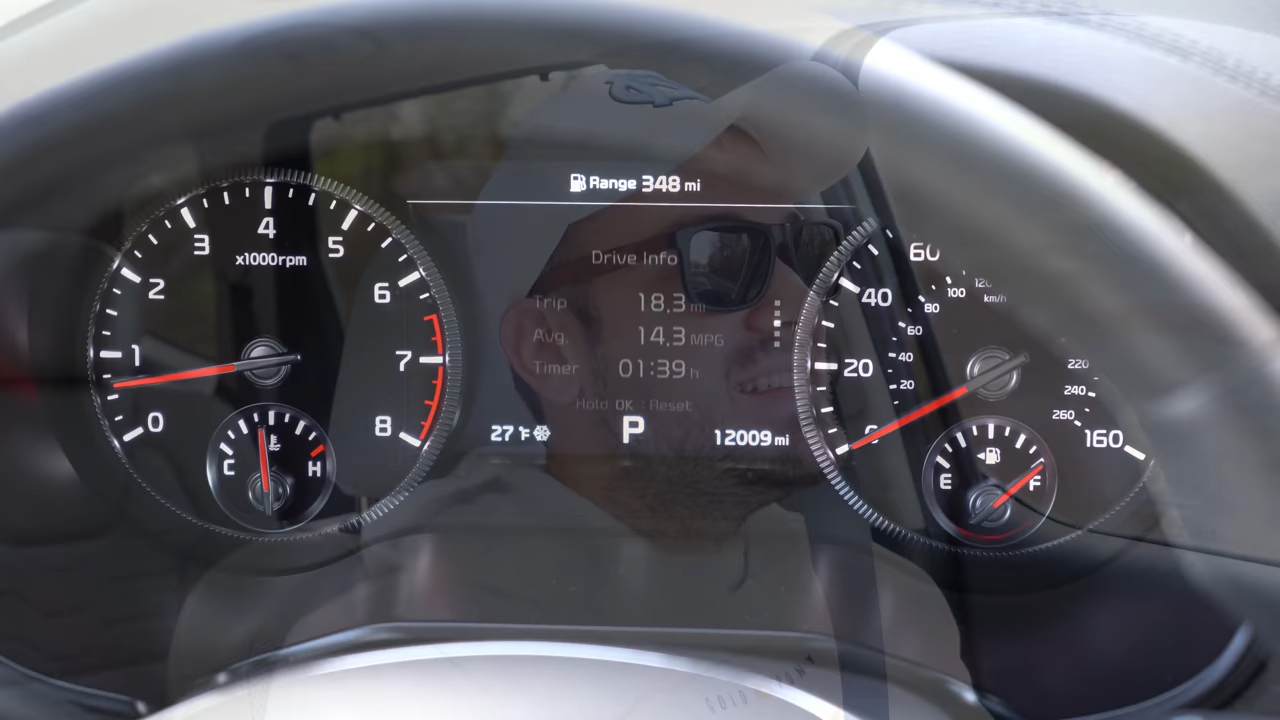 Range 348 mi
Drive Info
Trip 18.3 mi
Avg. 14.3 MPG
Timer 01:39 h
Hold OK : Reset
27 °F P 12009 mi
0 1 2 3 4 5 6 7 8
x1000rpm
C H
20 40 60 160
20 40 60 80 100 120 220 240 260
km/h
E F